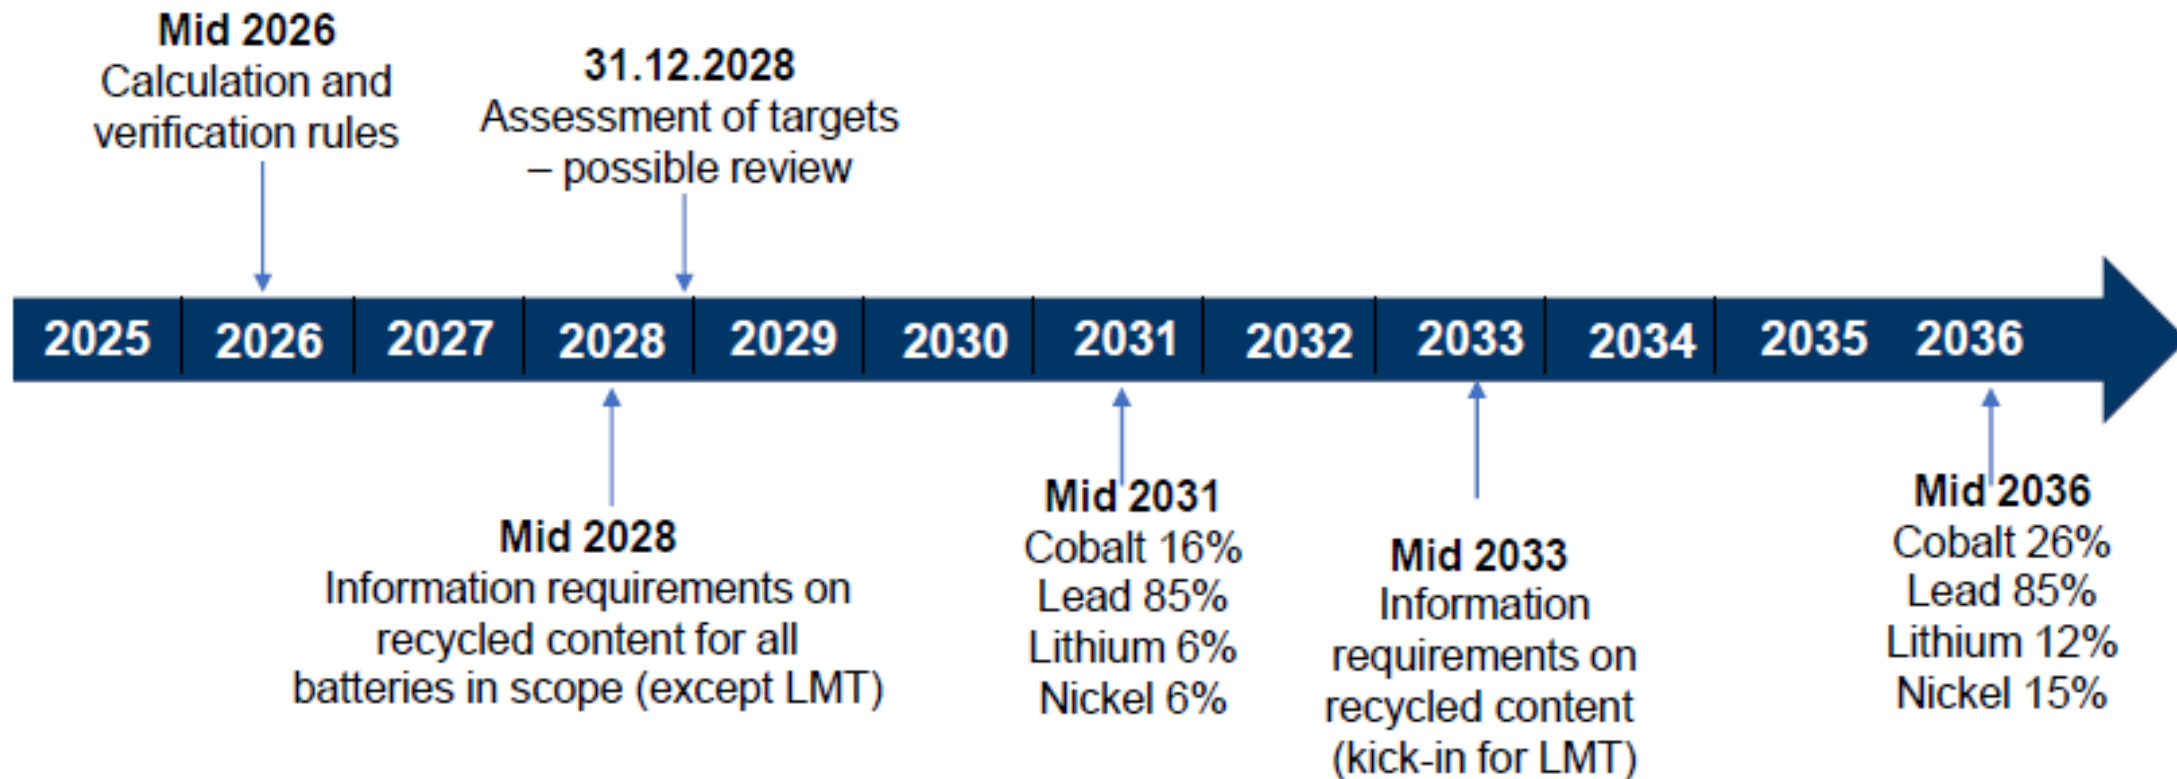 Mid 2026
Calculation and
verification rules
31.12.2028
Assessment of targets
– possible review
2025 2026 2027 2028 2029 2030 2031 2032 2033 2034 2035 2036
Mid 2028
Information requirements on
recycled content for all
batteries in scope (except LMT)
Mid 2031
Cobalt 16%
Lead 85%
Lithium 6%
Nickel 6%
Mid 2033
Information
requirements on
recycled content
(kick-in for LMT)
Mid 2036
Cobalt 26%
Lead 85%
Lithium 12%
Nickel 15%